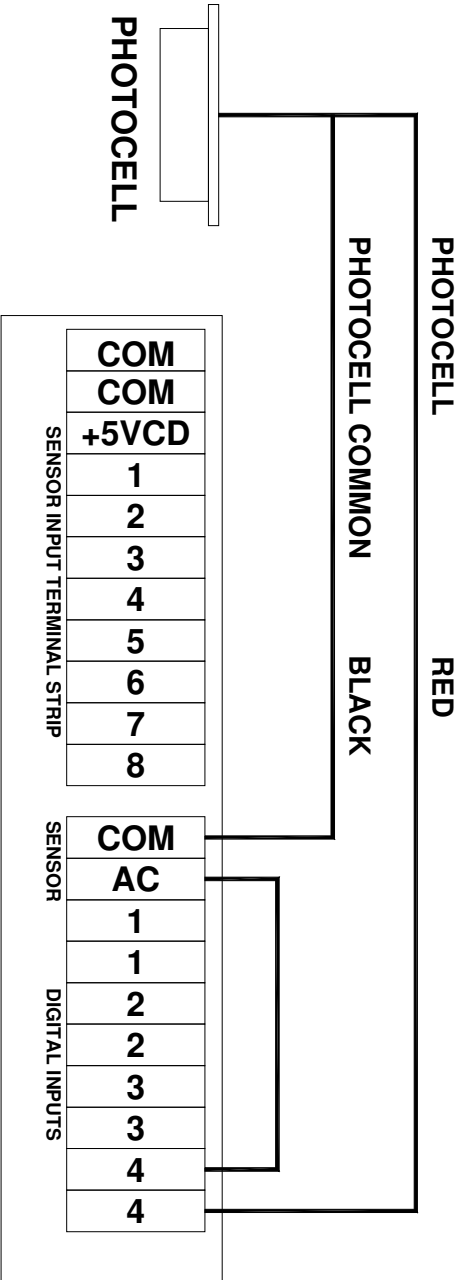 PHOTOCELL RED
PHOTOCELL COMMON BLACK
PHOTOCELL
COM
COM
+5VCD
1
2
3
4
5
6
7
8
SENSOR INPUT TERMINAL STRIP
COM
AC
1
1
2
2
3
3
4
4
SENSOR DIGITAL INPUTS